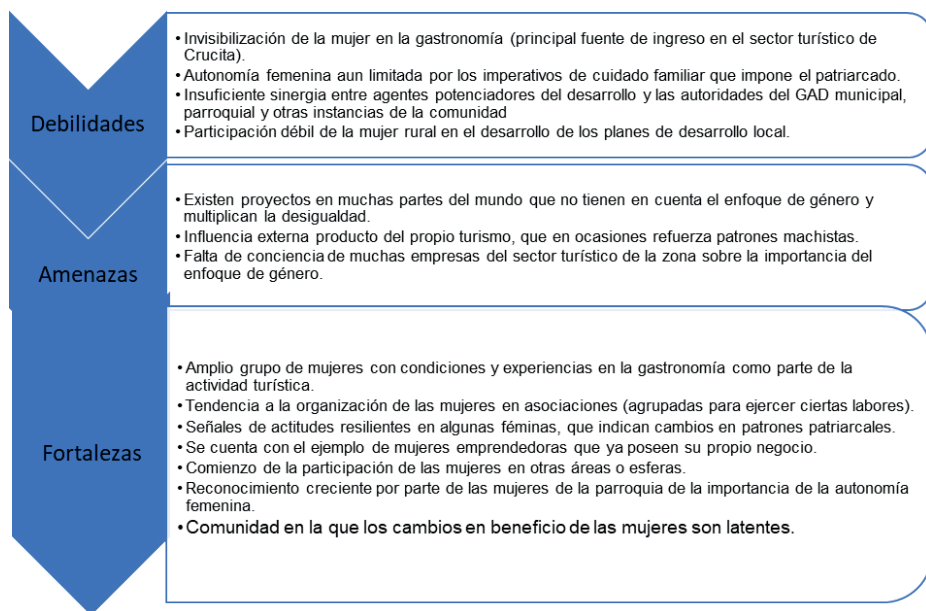 Debilidades
• Invisibilización de la mujer en la gastronomía (principal fuente de ingreso en el sector turístico de
Crucita).
• Autonomía femenina aun limitada por los imperativos de cuidado familiar que impone el patriarcado.
• Insuficiente sinergia entre agentes potenciadores del desarrollo y las autoridades del GAD municipal,
parroquial y otras instancias de la comunidad
• Participación débil de la mujer rural en el desarrollo de los planes de desarrollo local.
Amenazas
• Existen proyectos en muchas partes del mundo que no tienen en cuenta el enfoque de género y
multiplican la desigualdad.
• Influencia externa producto del propio turismo, que en ocasiones refuerza patrones machistas.
• Falta de conciencia de muchas empresas del sector turístico de la zona sobre la importancia del
enfoque de género.
Fortalezas
• Amplio grupo de mujeres con condiciones y experiencias en la gastronomía como parte de la
actividad turística.
• Tendencia a la organización de las mujeres en asociaciones (agrupadas para ejercer ciertas labores).
• Señales de actitudes resilientes en algunas féminas, que indican cambios en patrones patriarcales.
• Se cuenta con el ejemplo de mujeres emprendedoras que ya poseen su propio negocio.
• Comienzo de la participación de las mujeres en otras áreas o esferas.
• Reconocimiento creciente por parte de las mujeres de la parroquia de la importancia de la autonomía
femenina.
• Comunidad en la que los cambios en beneficio de las mujeres son latentes.